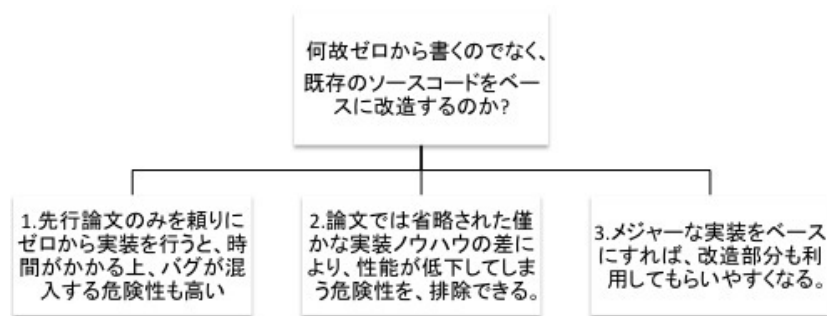 何故ゼロから書くのでなく、
既存のソースコードをベー
スに改造するのか?
1.先行論文のみを頼りに
ゼロから実装を行うと、時
間がかかる上、バグが混
入する危険性も高い
2.論文では省略された僅
かな実装ノウハウの差に
より、性能が低下してしま
う危険性を、排除できる。
3.メジャーな実装をベース
にすれば、改造部分も利
用してもらいやすくなる。